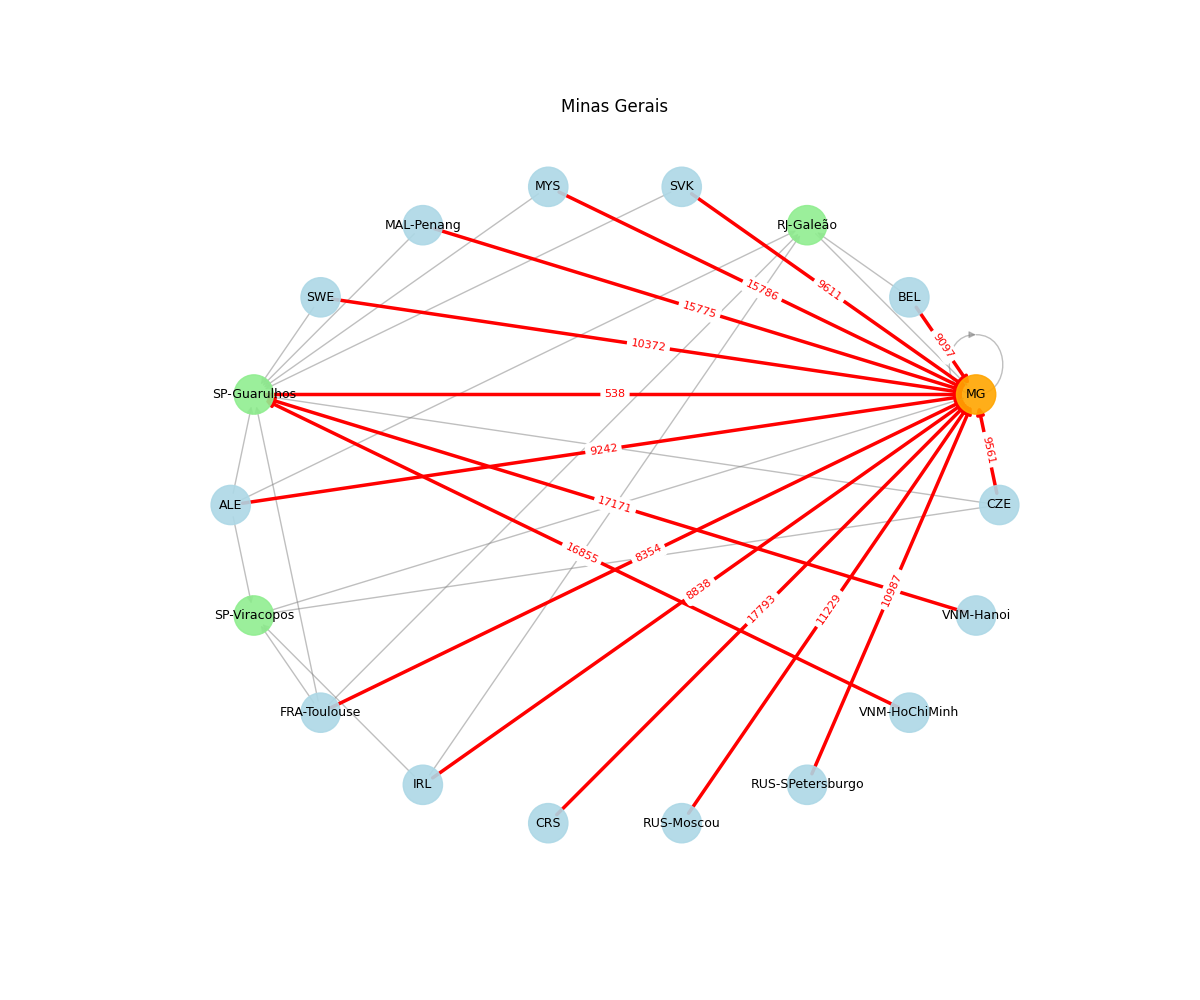 Minas Gerais
MYS
SVK
MAL-Penang
RJ-Galeão
SWE
BEL
15786
9611
15775
10372
9097
SP-Guarulhos
538
MG
9242
9561
ALE
17171
CZE
16855
8354
8838
10987
17793
11229
SP-Viracopos
VNM-Hanoi
FRA-Toulouse
VNM-HoChiMinh
IRL
RUS-SPetersburgo
CRS
RUS-Moscou